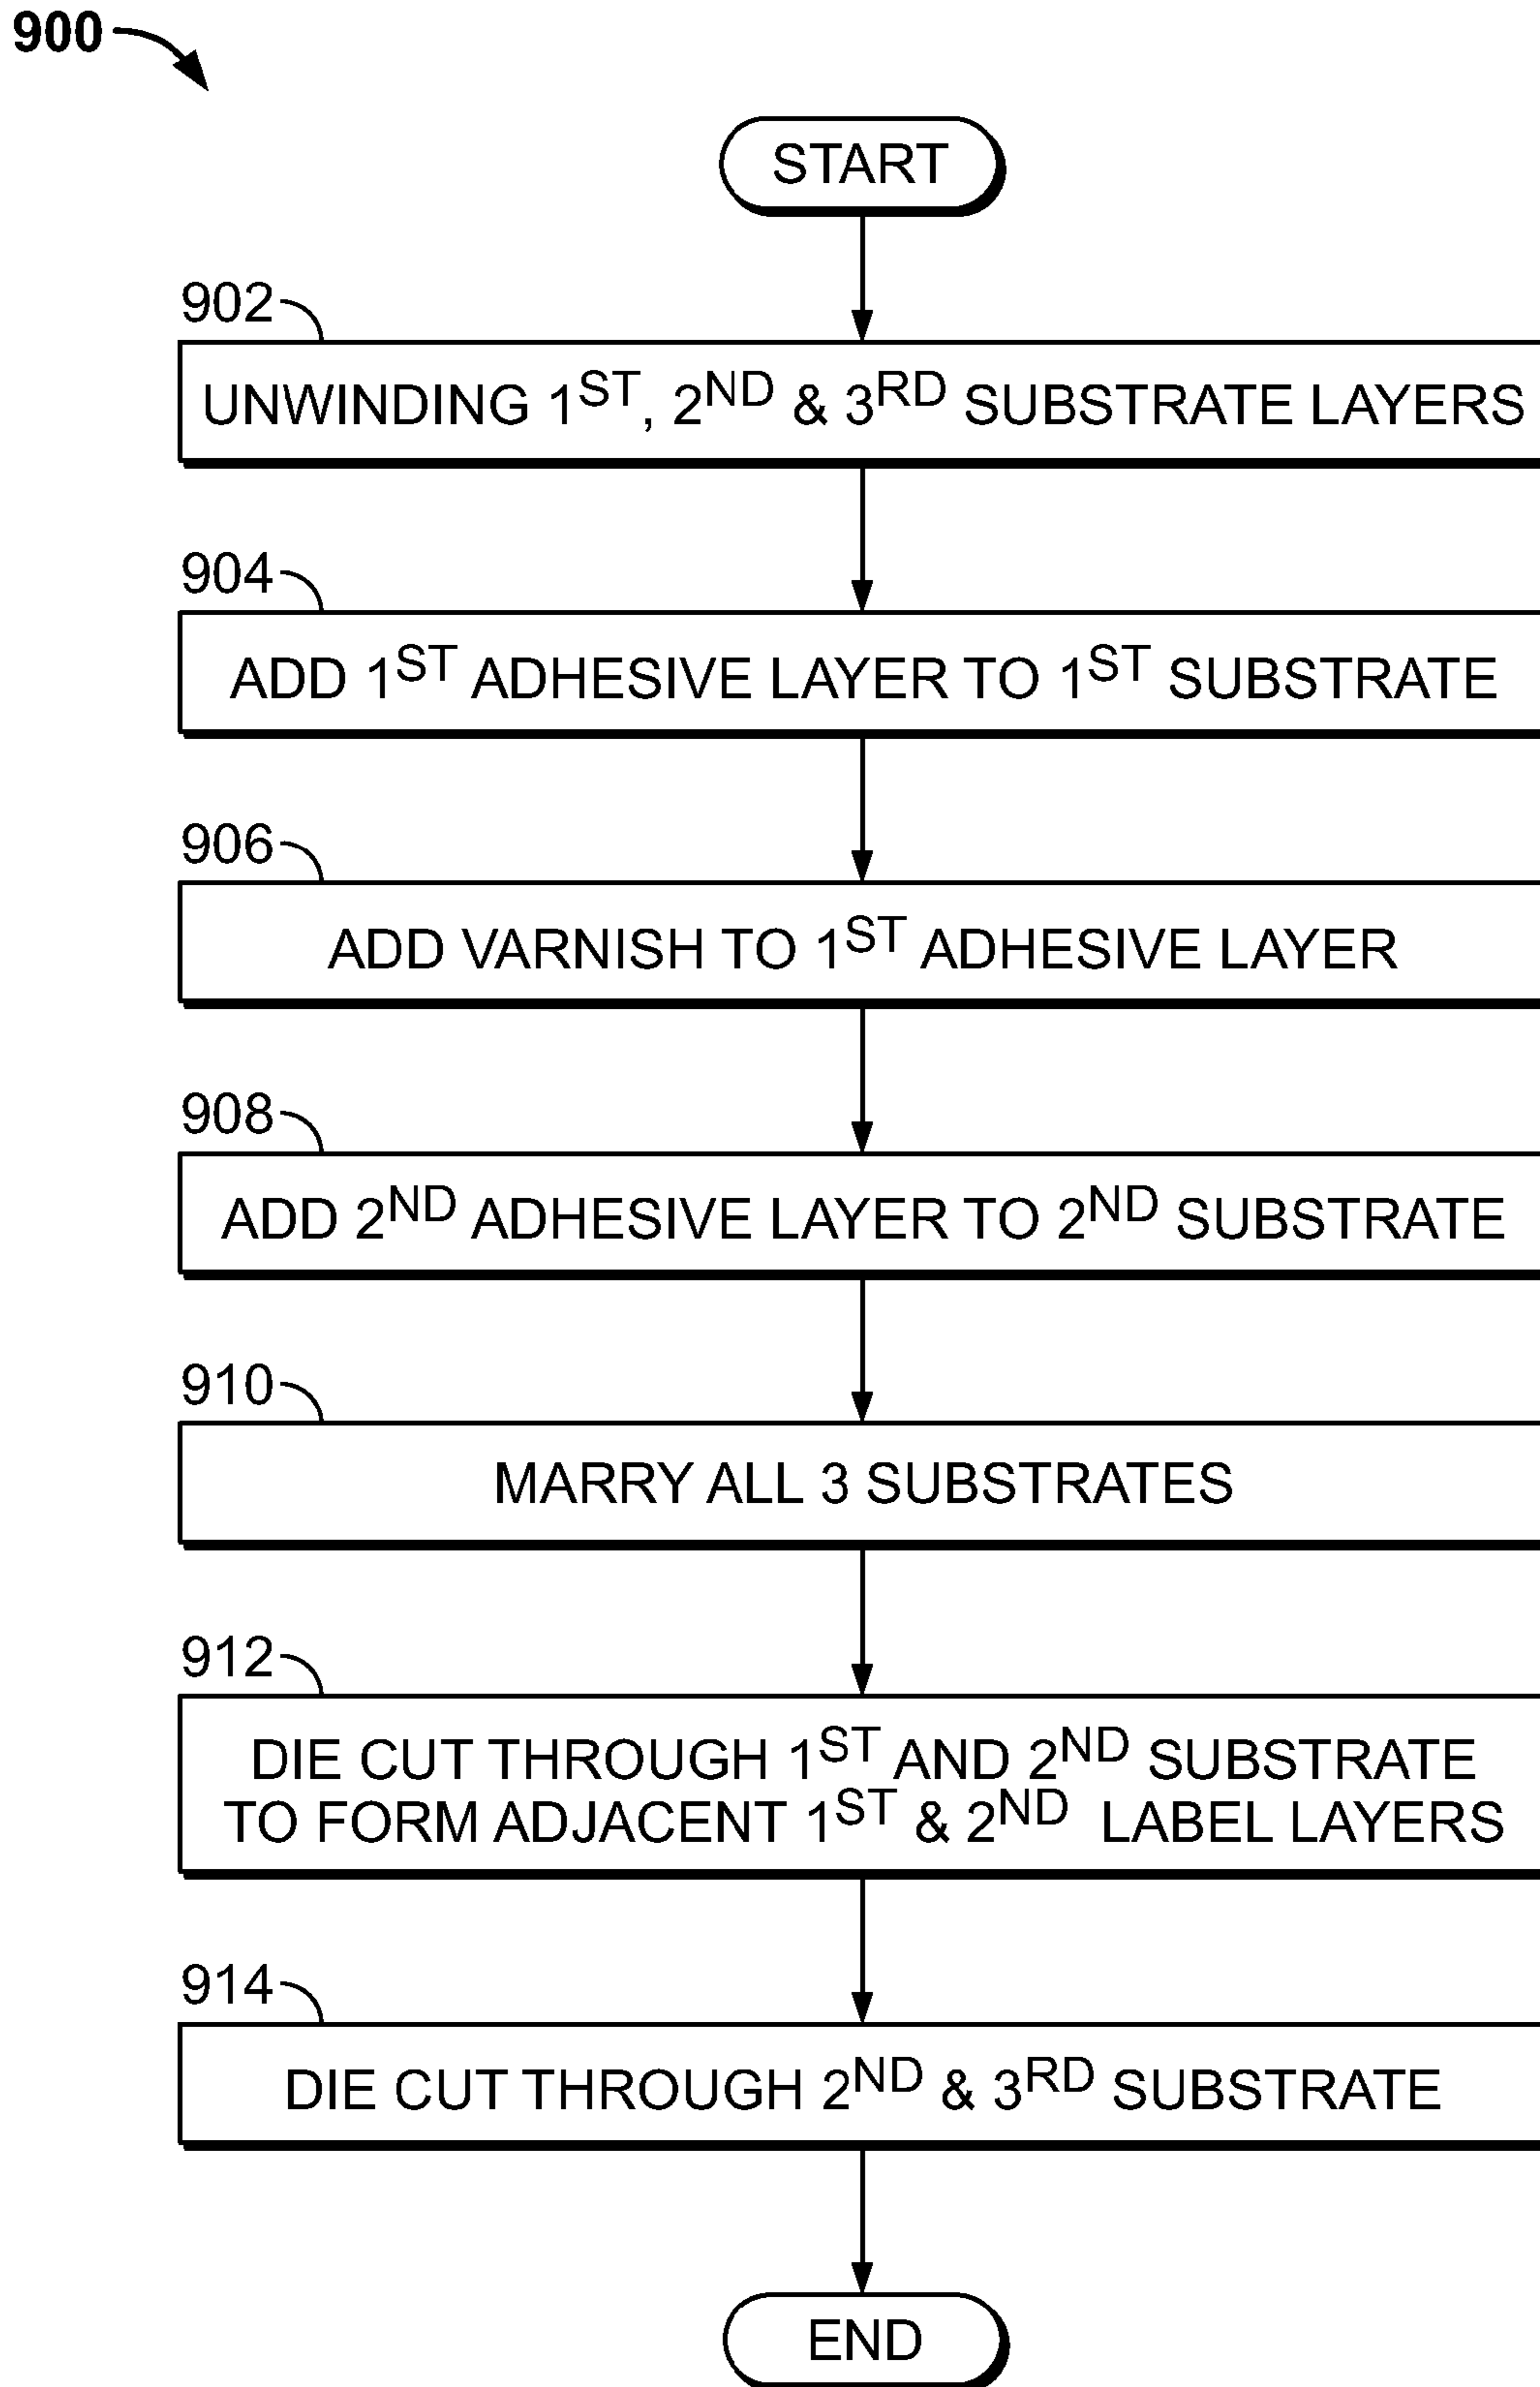 900
START
902
UNWINDING 1ST, 2ND & 3RD SUBSTRATE LAYERS
904
ADD 1ST ADHESIVE LAYER TO 1ST SUBSTRATE
906
ADD VARNISH TO 1ST ADHESIVE LAYER
908
ADD 2ND ADHESIVE LAYER TO 2ND SUBSTRATE
910
MARRY ALL 3 SUBSTRATES
912
DIE CUT THROUGH 1ST AND 2ND SUBSTRATE
TO FORM ADJACENT 1ST & 2ND LABEL LAYERS
914
DIE CUT THROUGH 2ND & 3RD SUBSTRATE
END